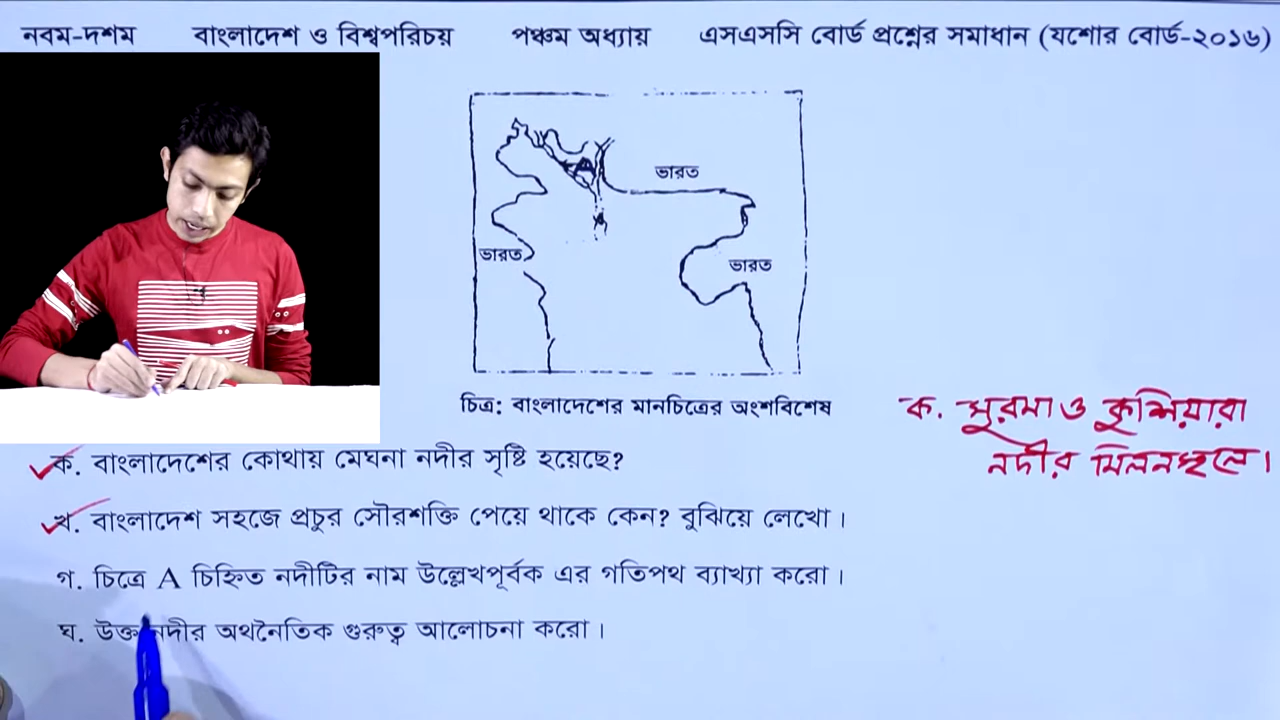 নবম-দশম বাংলাদেশ ও বিশ্বপরিচয় পঞ্চম অধ্যায় এসএসসি বোর্ড প্রশ্নের সমাধান (যশোর বোর্ড-২০১৬)
A
ভারত
ভারত
ভারত
চিত্র: বাংলাদেশের মানচিত্রের অংশবিশেষ
ক. সুরমা ও কুশিয়ারা
নদীর মিলনস্থলে।
ক. বাংলাদেশের কোথায় মেঘনা নদীর সৃষ্টি হয়েছে?
খ. বাংলাদেশ সহজে প্রচুর সৌরশক্তি পেয়ে থাকে কেন? বুঝিয়ে লেখো।
গ. চিত্রে A চিহ্নিত নদীটির নাম উল্লেখপূর্বক এর গতিপথ ব্যাখ্যা করো।
ঘ. উক্ত নদীর অর্থনৈতিক গুরুত্ব আলোচনা করো।